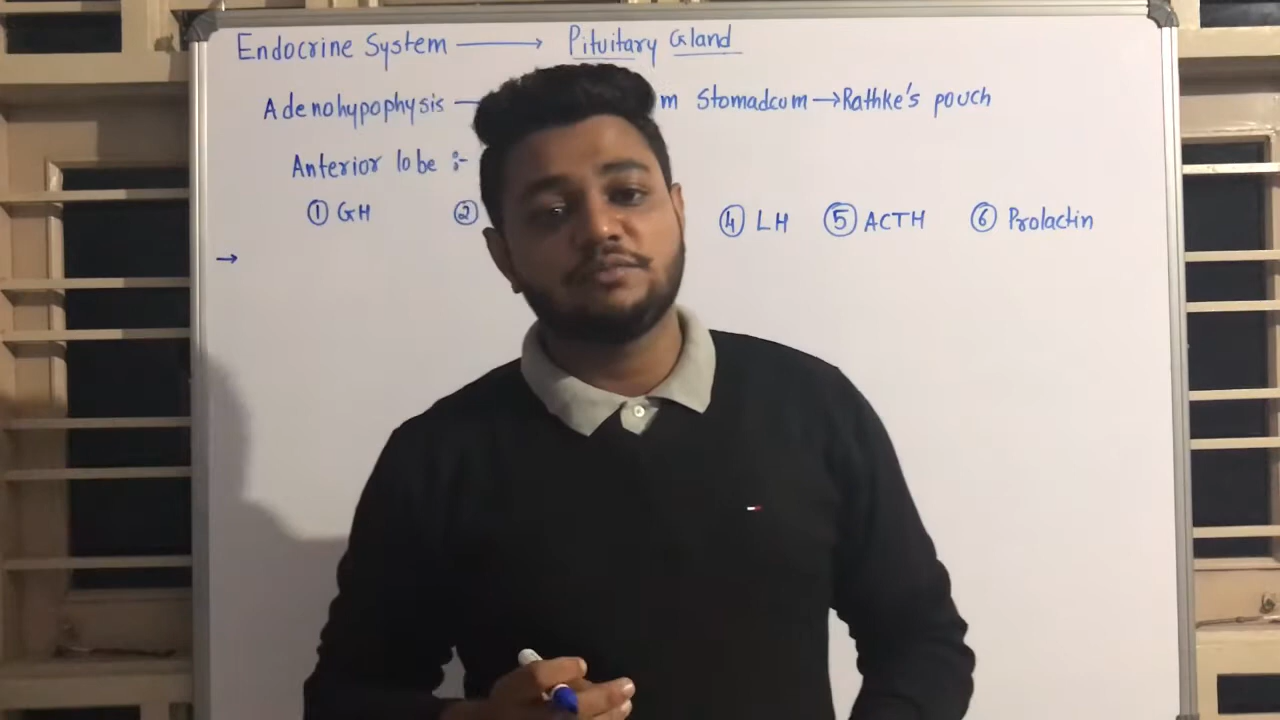 Endocrine System → Pituitary Gland
Adenohypophysis — m Stomadeum → Rathke's pouch
Anterior lobe :-
① GH ② ④ LH ⑤ ACTH ⑥ Prolactin
→